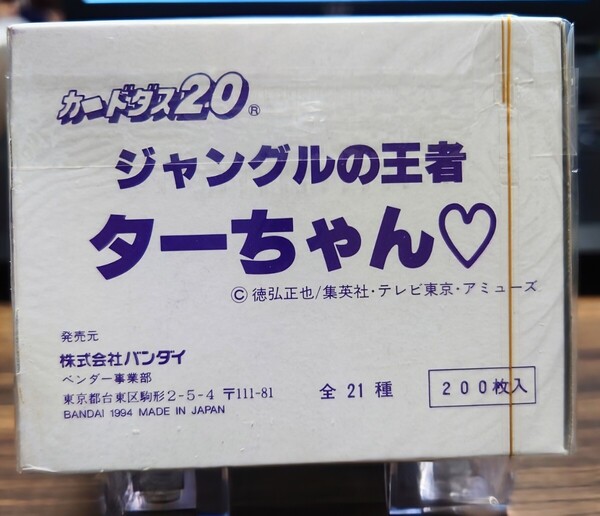 カードダス20®
ジャングルの王者
ターちゃん♡
© 徳弘正也/集英社・テレビ東京・アミューズ
発売元
株式会社バンダイ
ベンダー事業部
東京都台東区駒形2-5-4 〒111-81
BANDAI 1994 MADE IN JAPAN
全21種
200枚入